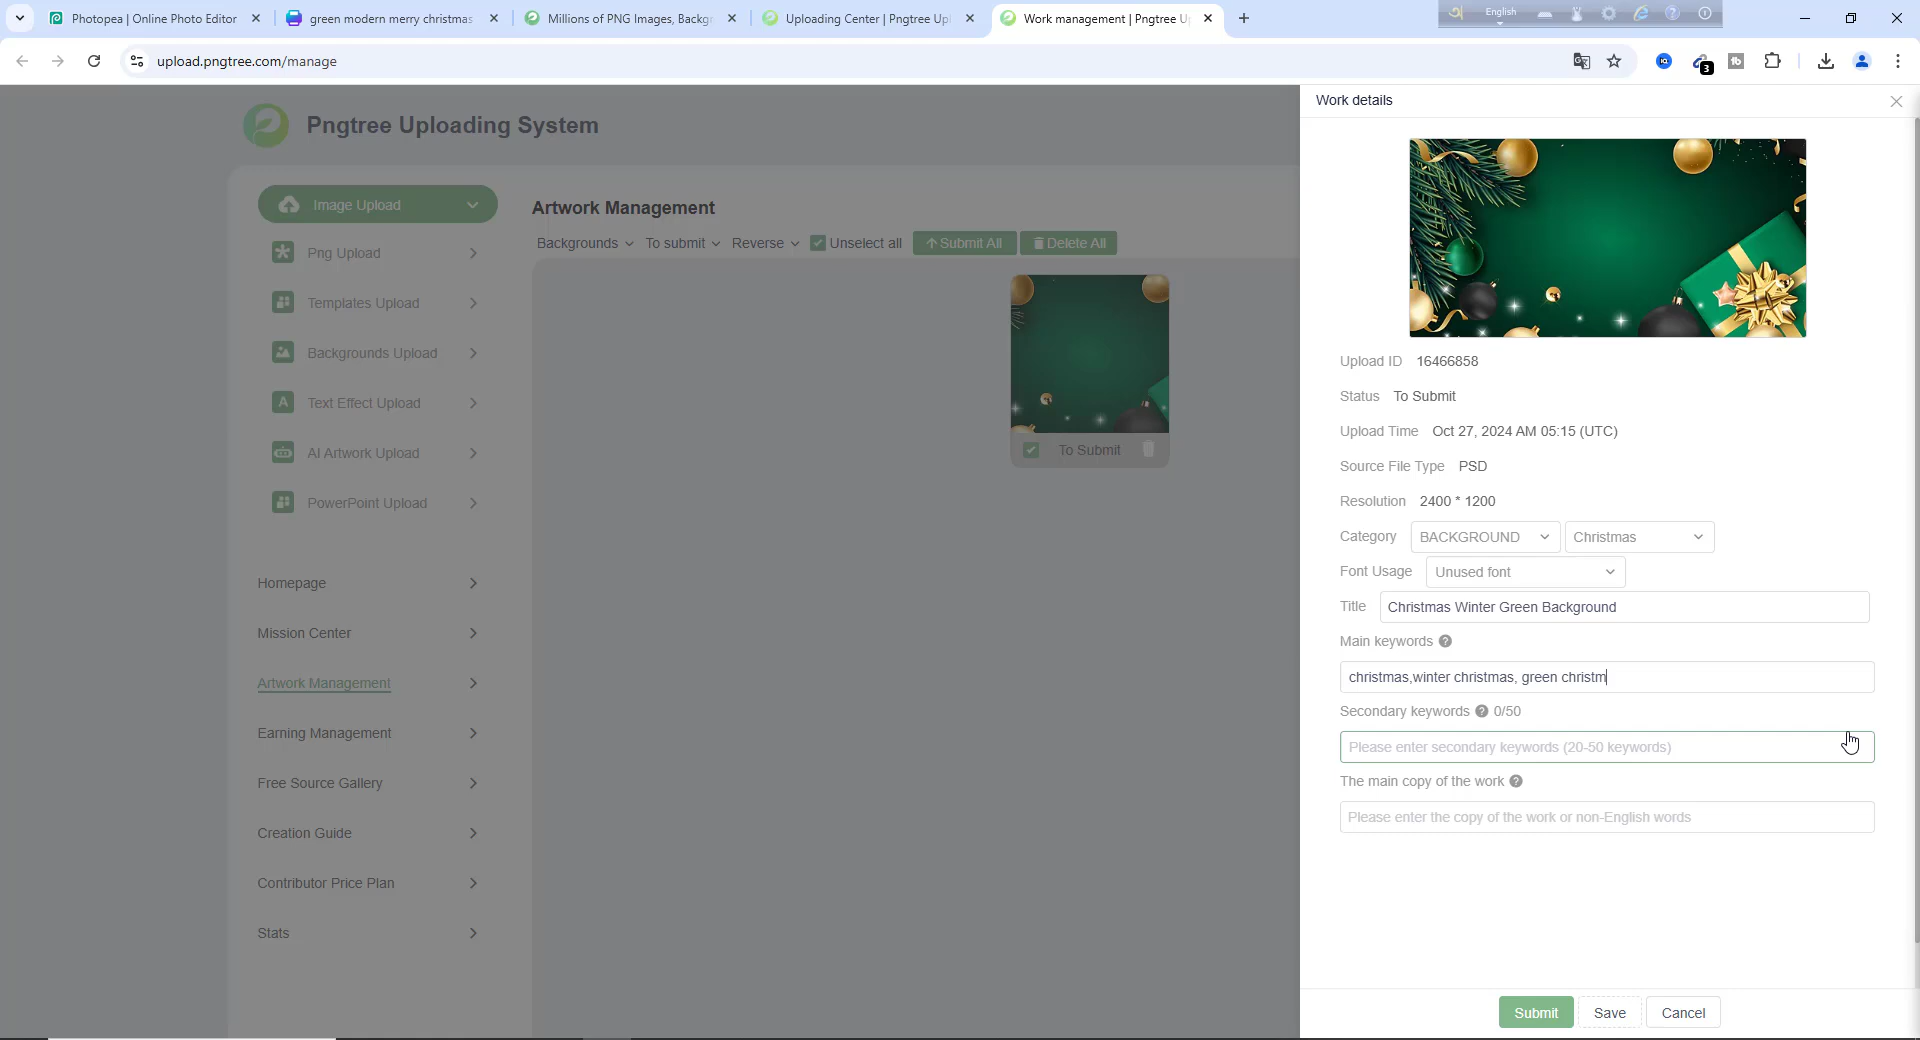 Photopea | Online Photo Editor
green modern merry christmas
Millions of PNG Images, Backgr
Uploading Center | Pngtree Upl
Work management | Pngtree U
English
upload.pngtree.com/manage
3
Pngtree Uploading System
Image Upload
Png Upload
Templates Upload
Backgrounds Upload
Text Effect Upload
AI Artwork Upload
PowerPoint Upload
Homepage
Mission Center
Artwork Management
Earning Management
Free Source Gallery
Creation Guide
Contributor Price Plan
Stats
Artwork Management
Backgrounds To submit Reverse Unselect all Submit All Delete All
To Submit
Work details
Upload ID 16466858
Status To Submit
Upload Time Oct 27, 2024 AM 05:15 (UTC)
Source File Type PSD
Resolution 2400 * 1200
Category BACKGROUND Christmas
Font Usage Unused font
Title Christmas Winter Green Background
Main keywords ?
christmas,winter christmas, green christm
Secondary keywords ? 0/50
Please enter secondary keywords (20-50 keywords)
The main copy of the work ?
Please enter the copy of the work or non-English words
Submit Save Cancel